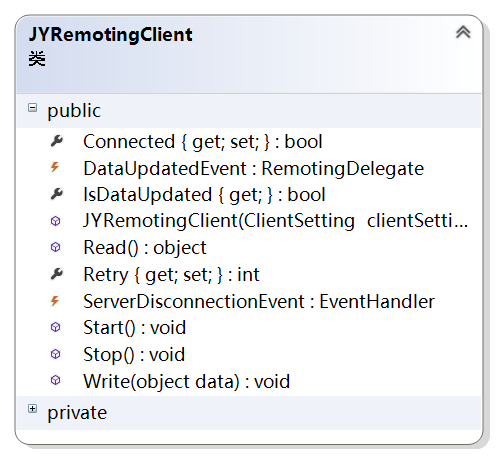 JYRemotingClient
类
public
Connected { get; set; } : bool
DataUpdatedEvent : RemotingDelegate
IsDataUpdated { get; } : bool
JYRemotingClient(ClientSetting _clientSetti...
Read() : object
Retry { get; set; } : int
ServerDisconnectionEvent : EventHandler
Start() : void
Stop() : void
Write(object data) : void
private